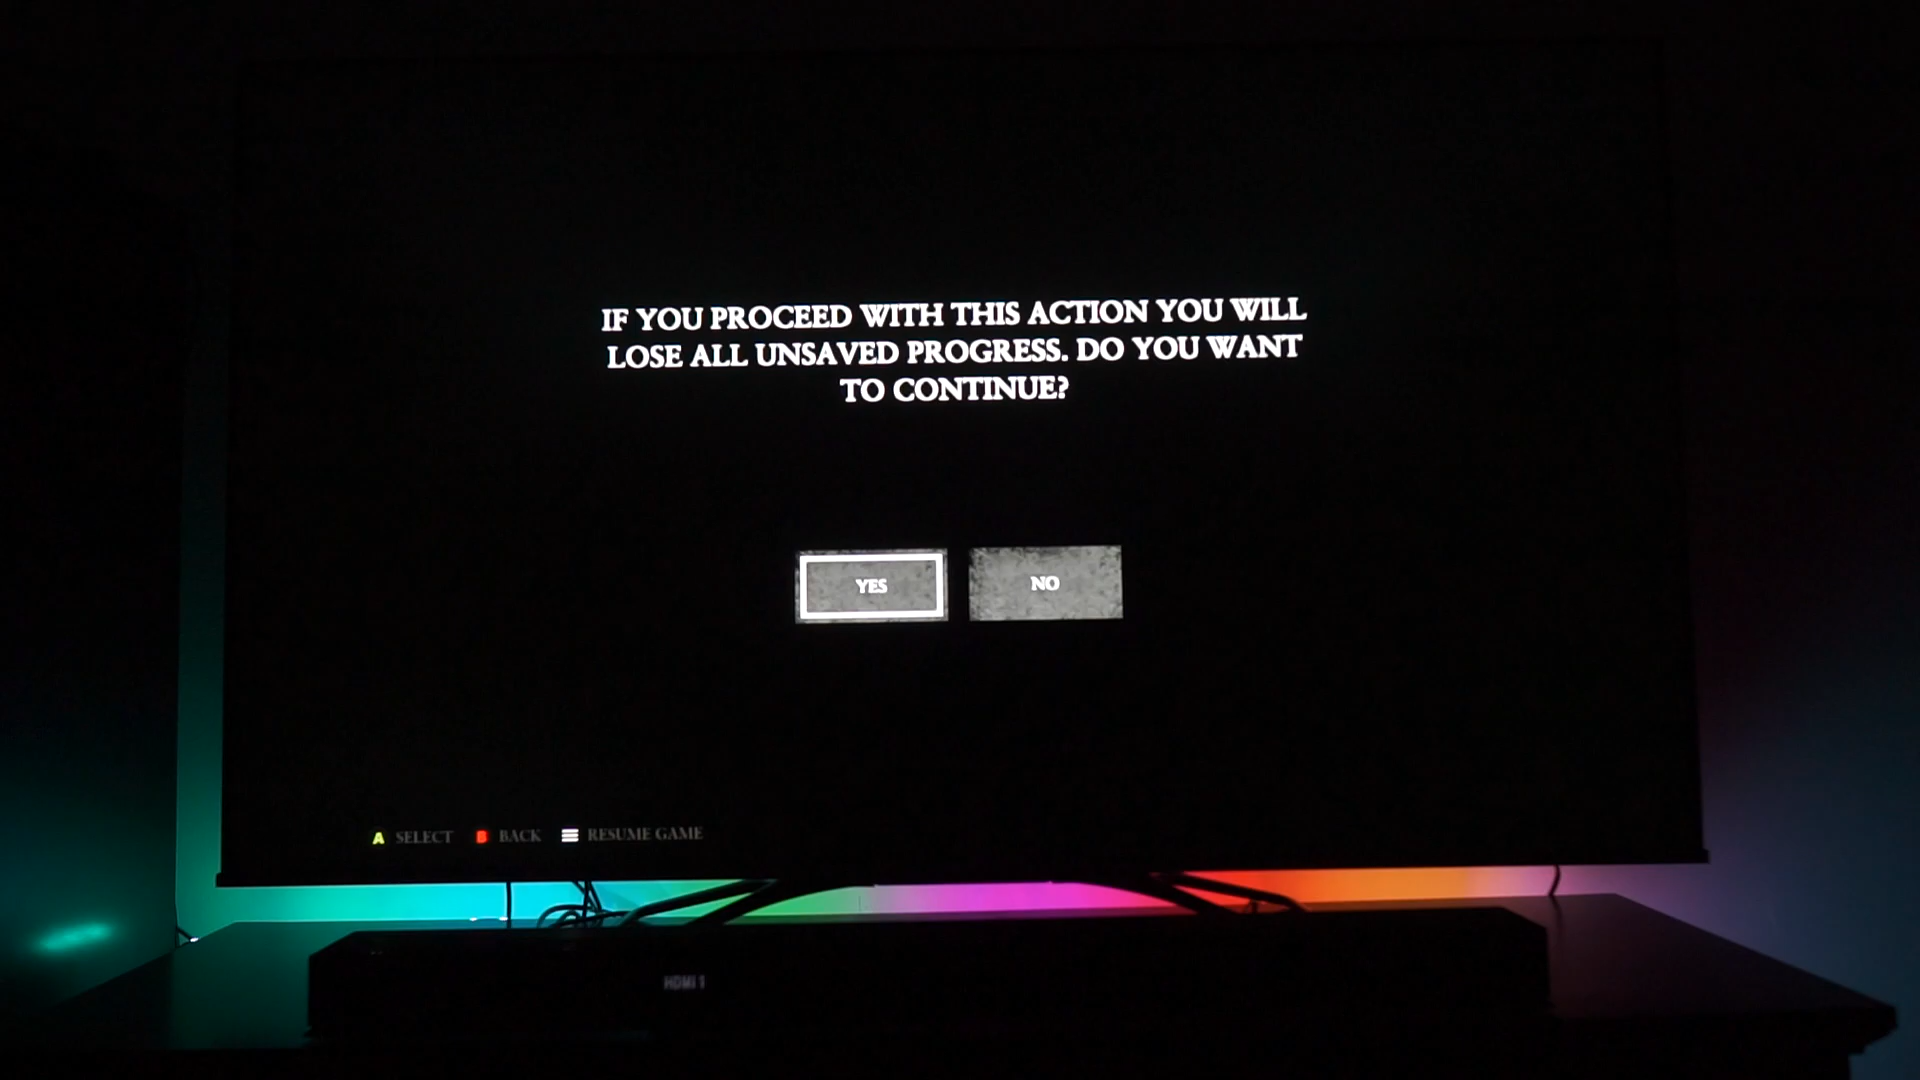 IF YOU PROCEED WITH THIS ACTION YOU WILL
LOSE ALL UNSAVED PROGRESS. DO YOU WANT
TO CONTINUE?
YES
NO
A SELECT B BACK RESUME GAME
HDMI 1